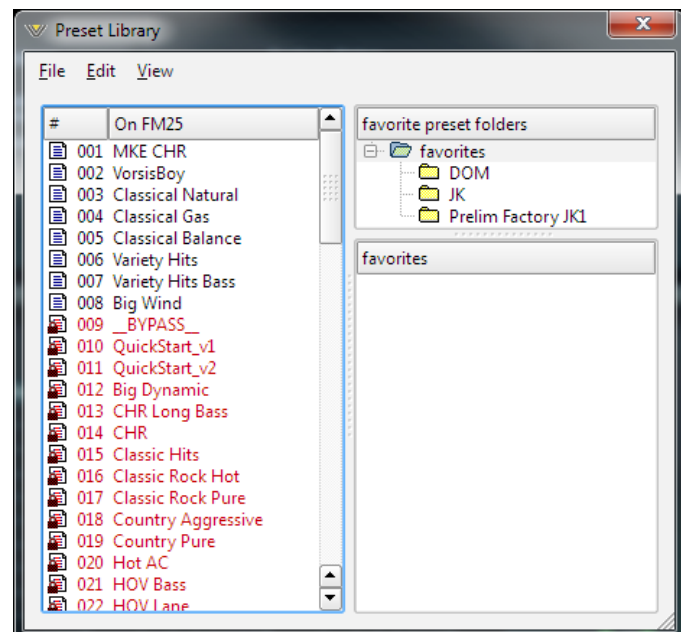 Preset Library
File Edit View
# On FM25
001 MKE CHR
002 VorsisBoy
003 Classical Natural
004 Classical Gas
005 Classical Balance
006 Variety Hits
007 Variety Hits Bass
008 Big Wind
009 __BYPASS__
010 QuickStart_v1
011 QuickStart_v2
012 Big Dynamic
013 CHR Long Bass
014 CHR
015 Classic Hits
016 Classic Rock Hot
017 Classic Rock Pure
018 Country Aggressive
019 Country Pure
020 Hot AC
021 HOV Bass
022 HOV Lane
favorite preset folders
favorites
DOM
JK
Prelim Factory JK1
favorites